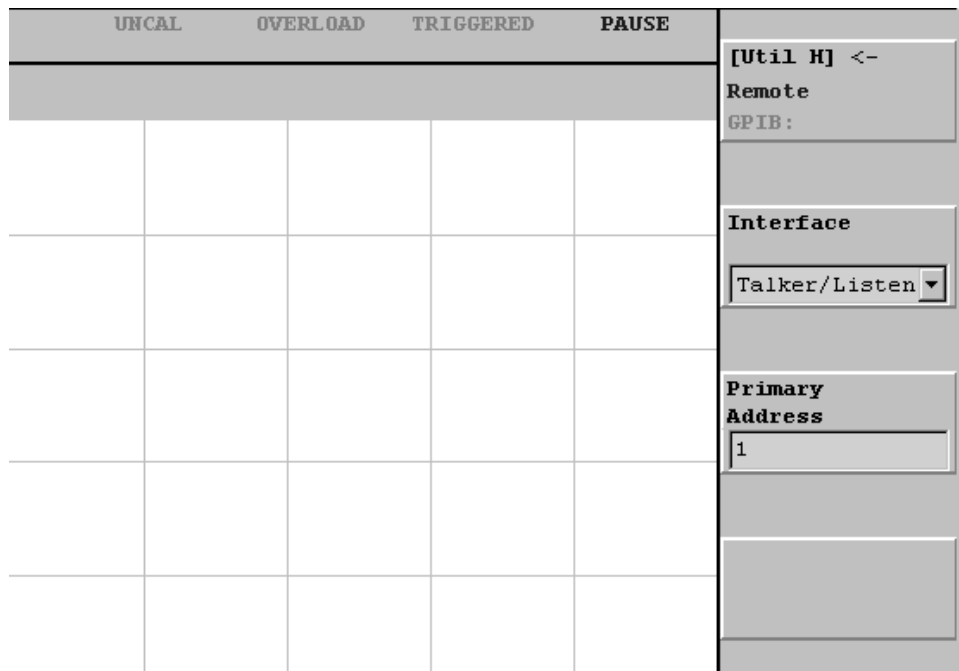 UNCAL OVERLOAD TRIGGERED PAUSE
[Util H] <-
Remote
GPIB:
Interface
Talker/Listen
Primary
Address
1